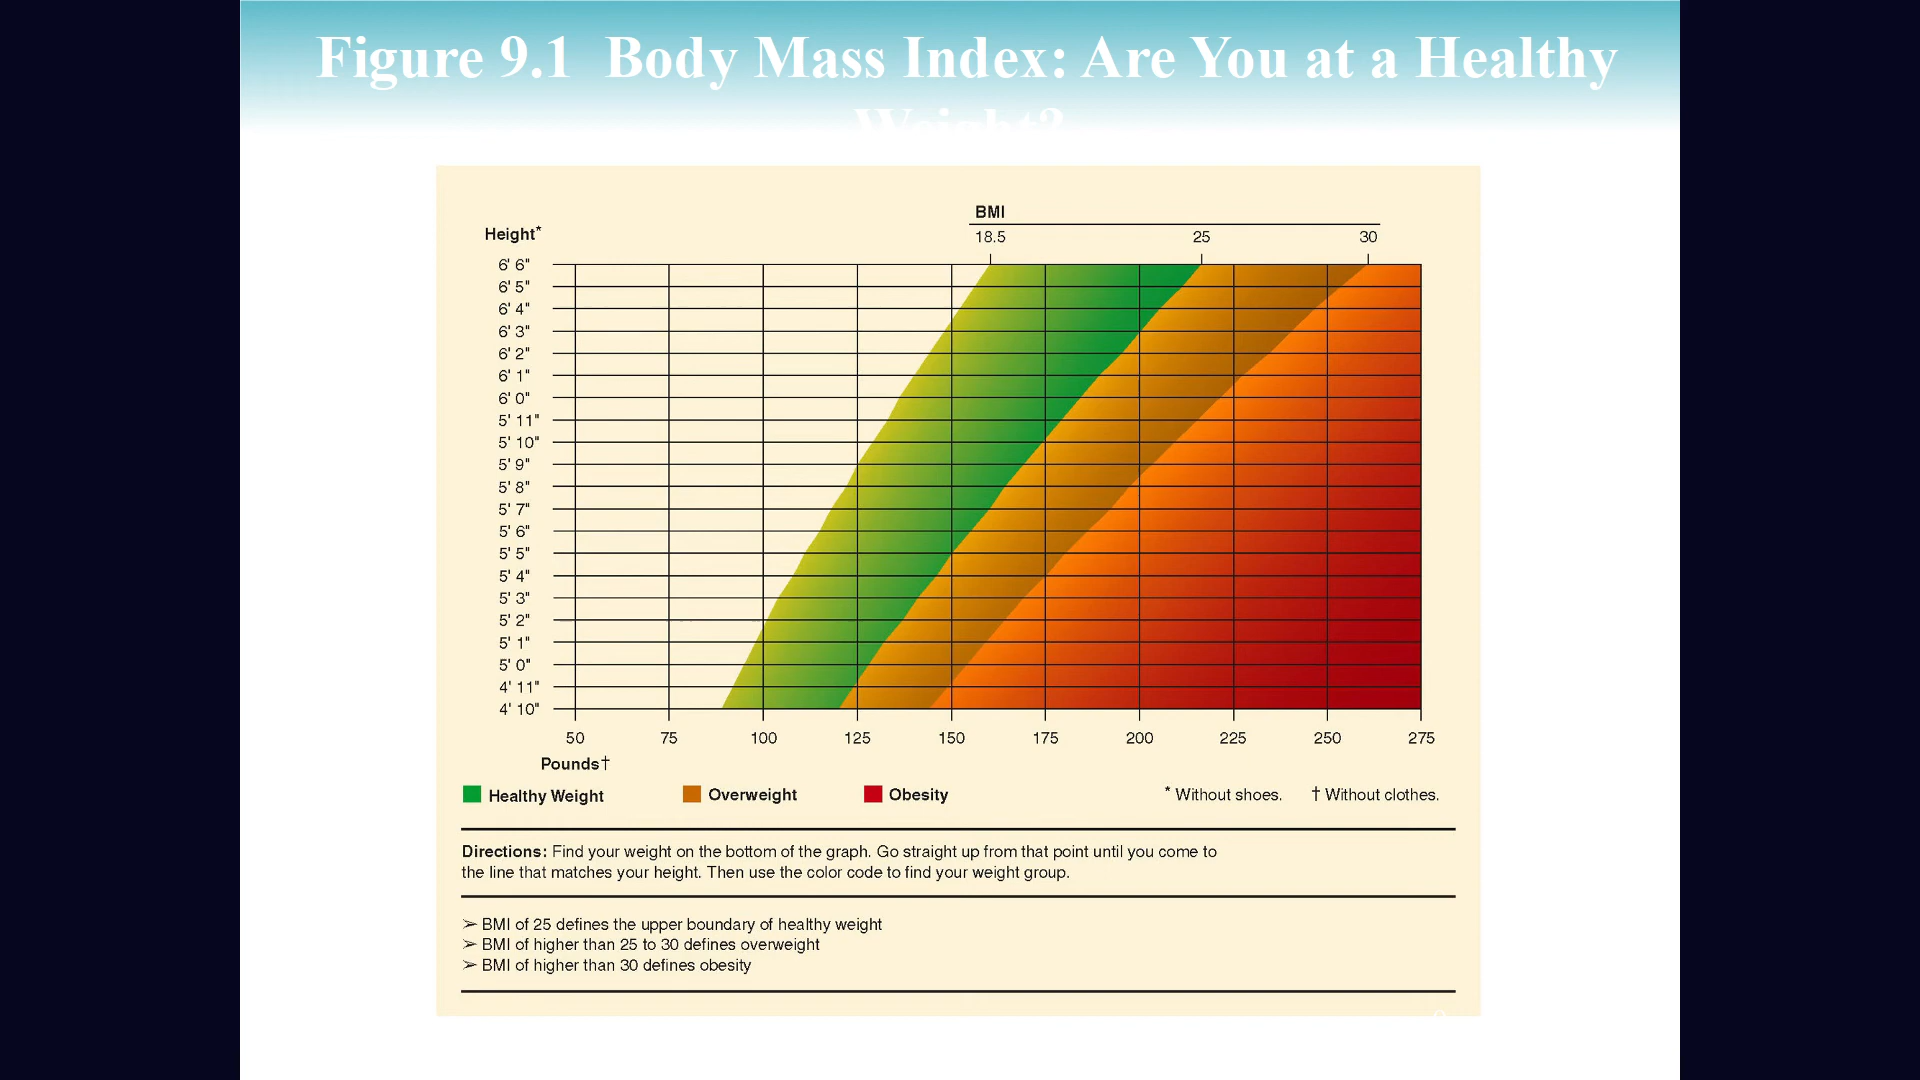 Figure 9.1 Body Mass Index: Are You at a Healthy
Weight?
BMI
Height*
18.5 25 30
6' 6"
6' 5"
6' 4"
6' 3"
6' 2"
6' 1"
6' 0"
5' 11"
5' 10"
5' 9"
5' 8"
5' 7"
5' 6"
5' 5"
5' 4"
5' 3"
5' 2"
5' 1"
5' 0"
4' 11"
4' 10"
50 75 100 125 150 175 200 225 250 275
Pounds†
Healthy Weight Overweight Obesity * Without shoes. † Without clothes.
Directions: Find your weight on the bottom of the graph. Go straight up from that point until you come to
the line that matches your height. Then use the color code to find your weight group.
➢ BMI of 25 defines the upper boundary of healthy weight
➢ BMI of higher than 25 to 30 defines overweight
➢ BMI of higher than 30 defines obesity